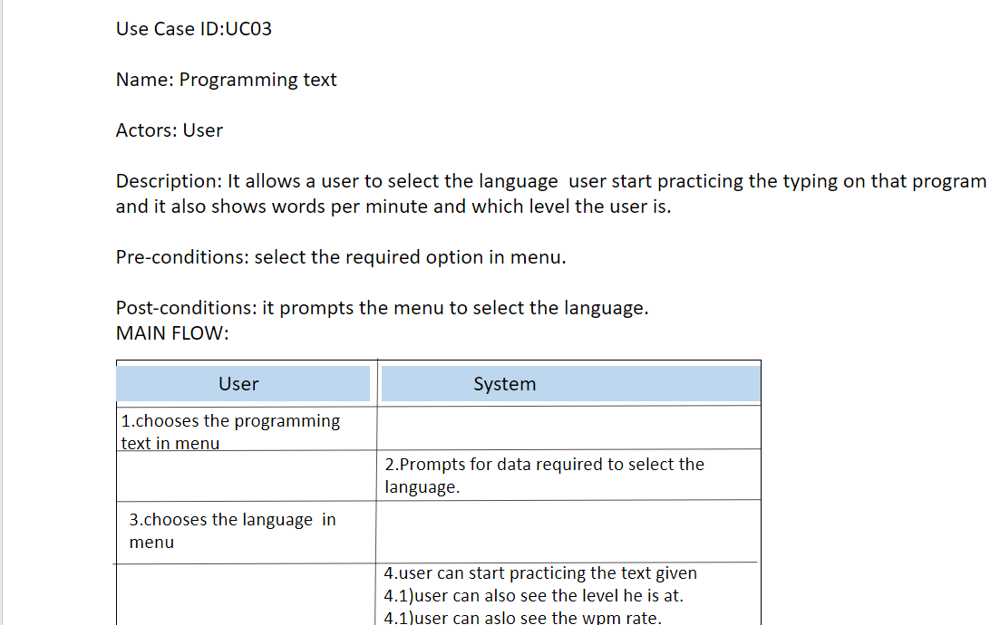 Use Case ID:UC03
Name: Programming text
Actors: User
Description: It allows a user to select the language  user start practicing the typing on that program
and it also shows words per minute and which level the user is.
Pre-conditions: select the required option in menu.
Post-conditions: it prompts the menu to select the language.
MAIN FLOW:
User System
1.chooses the programming
text in menu
2.Prompts for data required to select the
language.
3.chooses the language  in
menu
4.user can start practicing the text given
4.1)user can also see the level he is at.
4.1)user can aslo see the wpm rate.